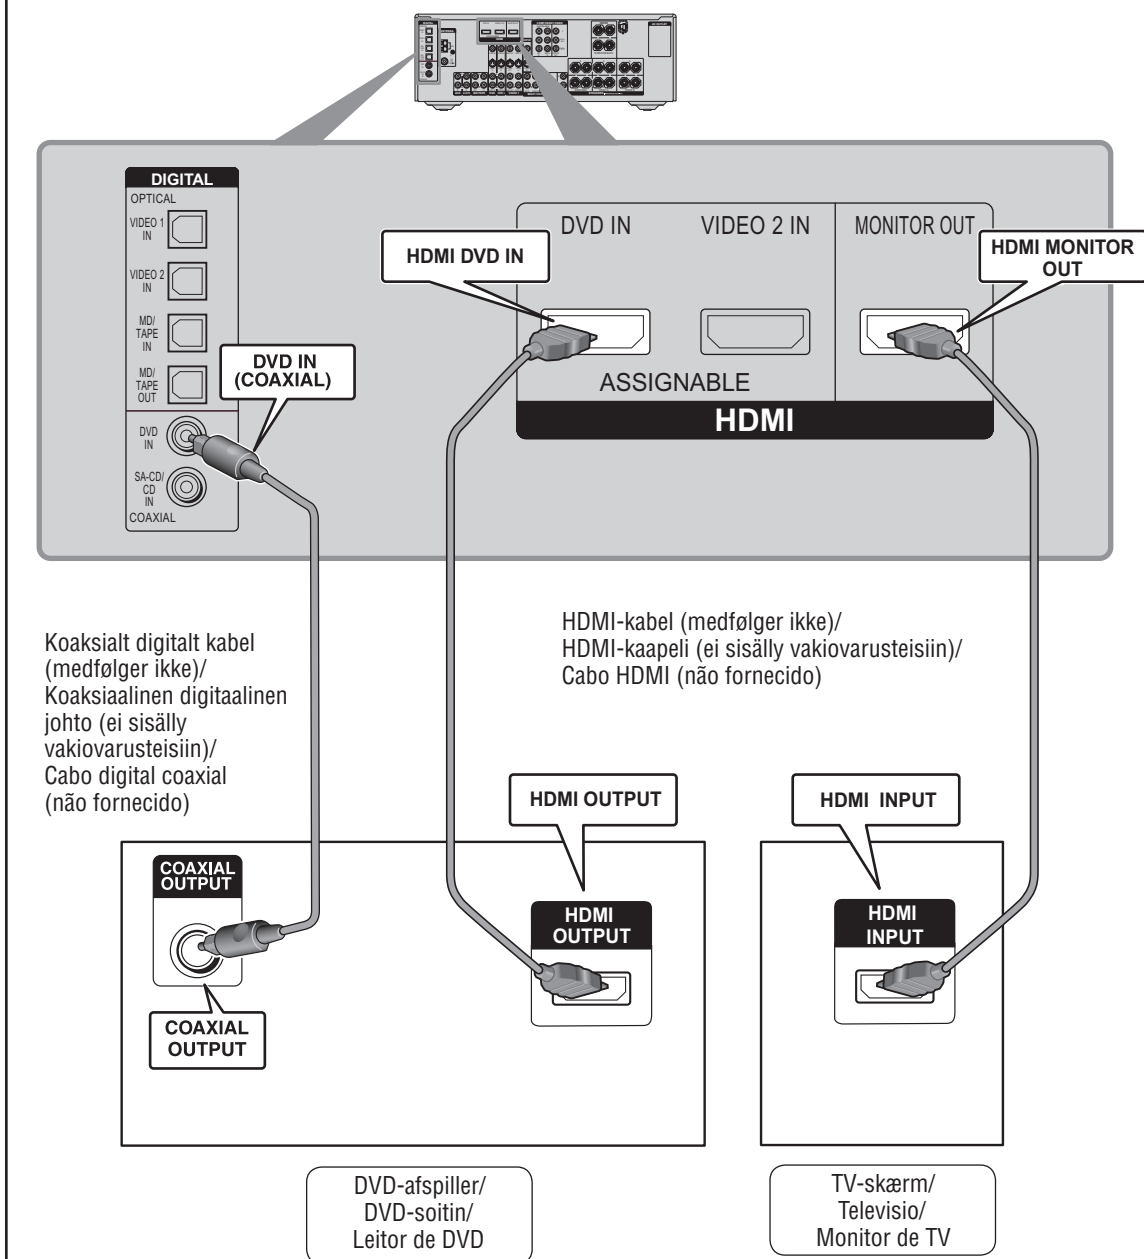 DIGITAL
OPTICAL
VIDEO 1
IN
VIDEO 2
IN
MD/
TAPE
IN
MD/
TAPE
OUT
DVD
IN
SA-CD/
CD
IN
COAXIAL
DVD IN
(COAXIAL)
HDMI DVD IN
DVD IN
VIDEO 2 IN
MONITOR OUT
HDMI MONITOR
OUT
ASSIGNABLE
HDMI
Koaksialt digitalt kabel
(medfølger ikke)/
Koaksiaalinen digitaalinen
johto (ei sisälly
vakiovarusteisiin)/
Cabo digital coaxial
(não fornecido)
HDMI-kabel (medfølger ikke)/
HDMI-kaapeli (ei sisälly vakiovarusteisiin)/
Cabo HDMI (não fornecido)
HDMI OUTPUT
HDMI INPUT
COAXIAL
OUTPUT
HDMI
OUTPUT
HDMI
INPUT
COAXIAL
OUTPUT
DVD-afspiller/
DVD-soitin/
Leitor de DVD
TV-skærm/
Televisio/
Monitor de TV